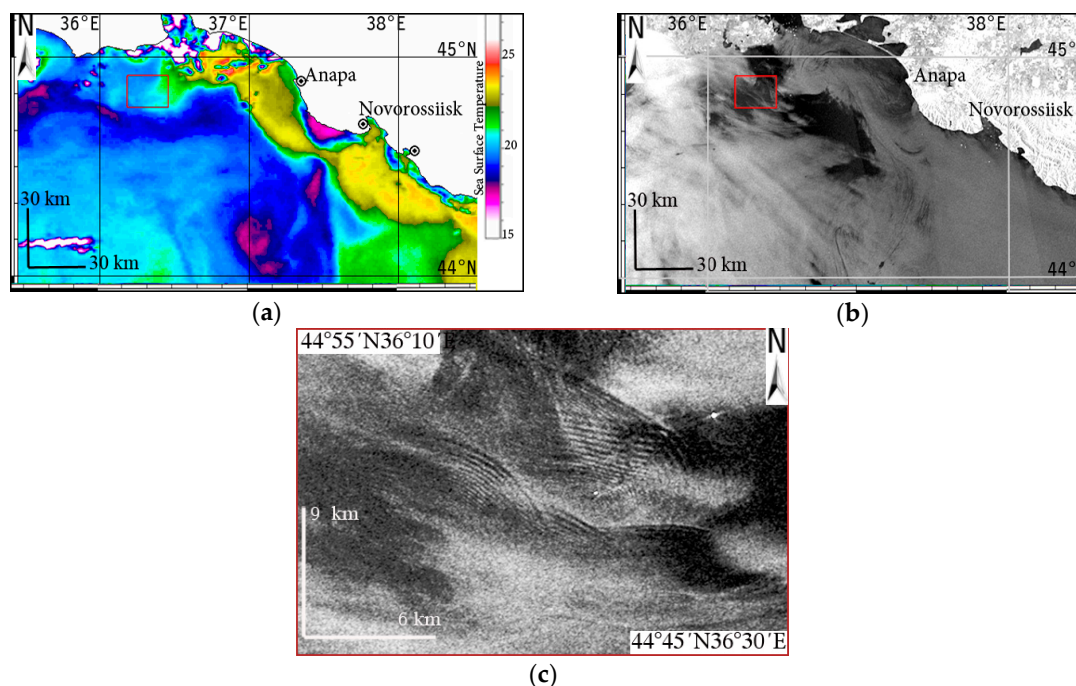 36°E 37°E 38°E
N
45°N
Anapa
Novorossiisk
44°N
30 km
30 km
Sea Surface Temperature
25
20
15
(a)
36°E 38°E
N
45°
Anapa
Novorossiisk
30 km
30 km
44°
(b)
44°55′N36°10′E
N
9 km
6 km
44°45′N36°30′E
(c)